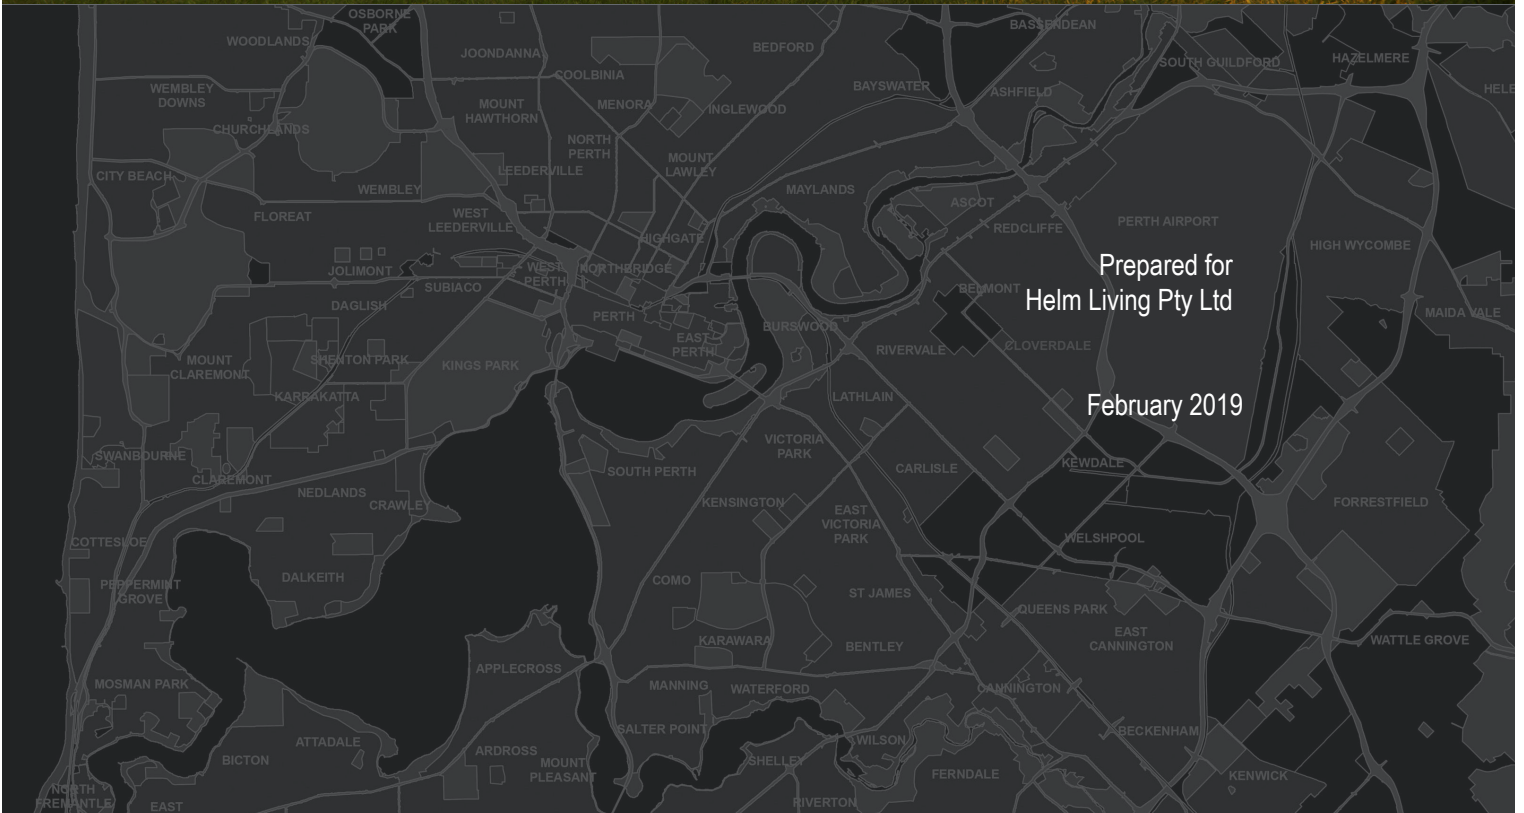 OSBORNE
PARK
BASSENDEAN
WOODLANDS
JOONDANNA
BEDFORD
SOUTH GUILDFORD
HAZELMERE
COOLBINIA
BAYSWATER
WEMBLEY
DOWNS
ASHFIELD
MOUNT
HAWTHORN
MENORA
INGLEWOOD
CHURCHLANDS
NORTH
PERTH
MOUNT
LAWLEY
LEEDERVILLE
CITY BEACH
WEMBLEY
MAYLANDS
ASCOT
FLOREAT
WEST
LEEDERVILLE
REDCLIFFE
PERTH AIRPORT
HIGHGATE
HIGH WYCOMBE
Prepared for
Helm Living Pty Ltd
JOLIMONT
WEST
PERTH
NORTHBRIDGE
SUBIACO
BELMONT
DAGLISH
PERTH
MAIDA VALE
BURSWOOD
EAST
PERTH
RIVERVALE
CLOVERDALE
MOUNT
CLAREMONT
SHENTON PARK
KINGS PARK
KARRAKATTA
LATHLAIN
February 2019
VICTORIA
PARK
SWANBOURNE
CLAREMONT
SOUTH PERTH
CARLISLE
KEWDALE
NEDLANDS
CRAWLEY
KENSINGTON
FORRESTFIELD
EAST
VICTORIA
PARK
COTTESLOE
WELSHPOOL
PEPPERMINT
GROVE
DALKEITH
COMO
ST JAMES
QUEENS PARK
KARAWARA
BENTLEY
EAST
CANNINGTON
WATTLE GROVE
APPLECROSS
MOSMAN PARK
MANNING
WATERFORD
CANNINGTON
SALTER POINT
BECKENHAM
ATTADALE
WILSON
BICTON
ARDROSS
MOUNT
PLEASANT
SHELLEY
FERNDALE
KENWICK
NORTH
FREMANTLE
EAST
RIVERTON